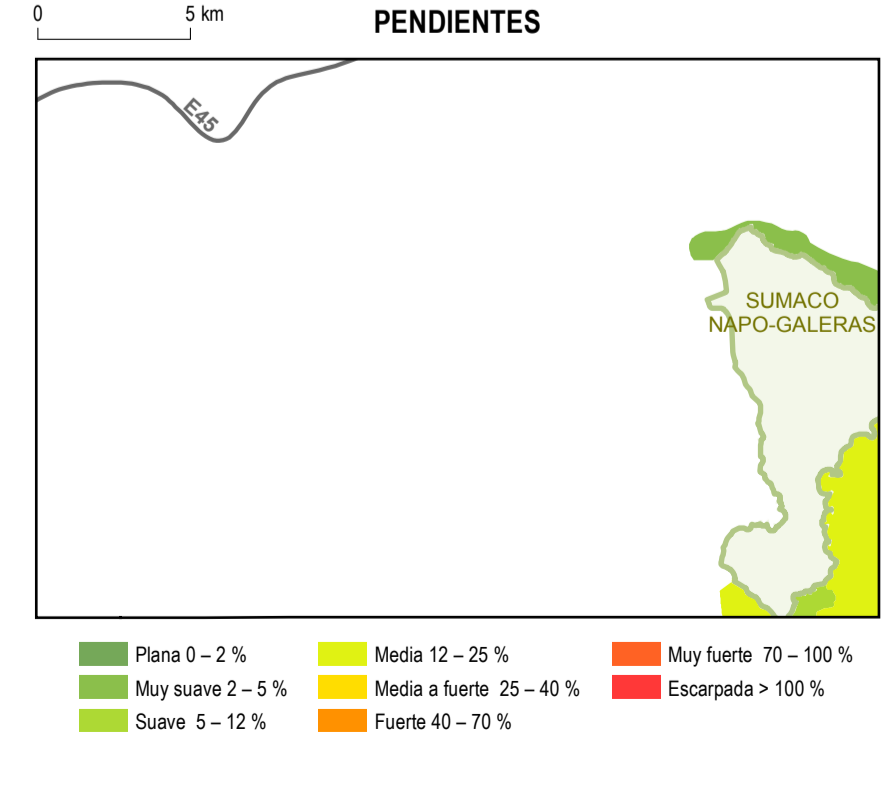 0 5 km
PENDIENTES
E45
SUMACO
NAPO-GALERAS
Plana 0 – 2 %
Muy suave 2 – 5 %
Suave 5 – 12 %
Media 12 – 25 %
Media a fuerte 25 – 40 %
Fuerte 40 – 70 %
Muy fuerte 70 – 100 %
Escarpada > 100 %